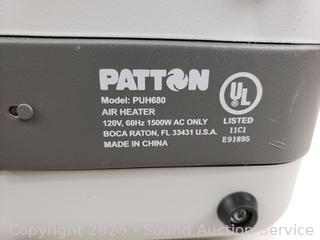 PATTON
Model: PUH680
AIR HEATER
120V, 60Hz 1500W AC ONLY
BOCA RATON, FL 33431 U.S.A.
MADE IN CHINA
UL
LISTED
11C1
E91895
Copyright 2025 - Sound Auction Service